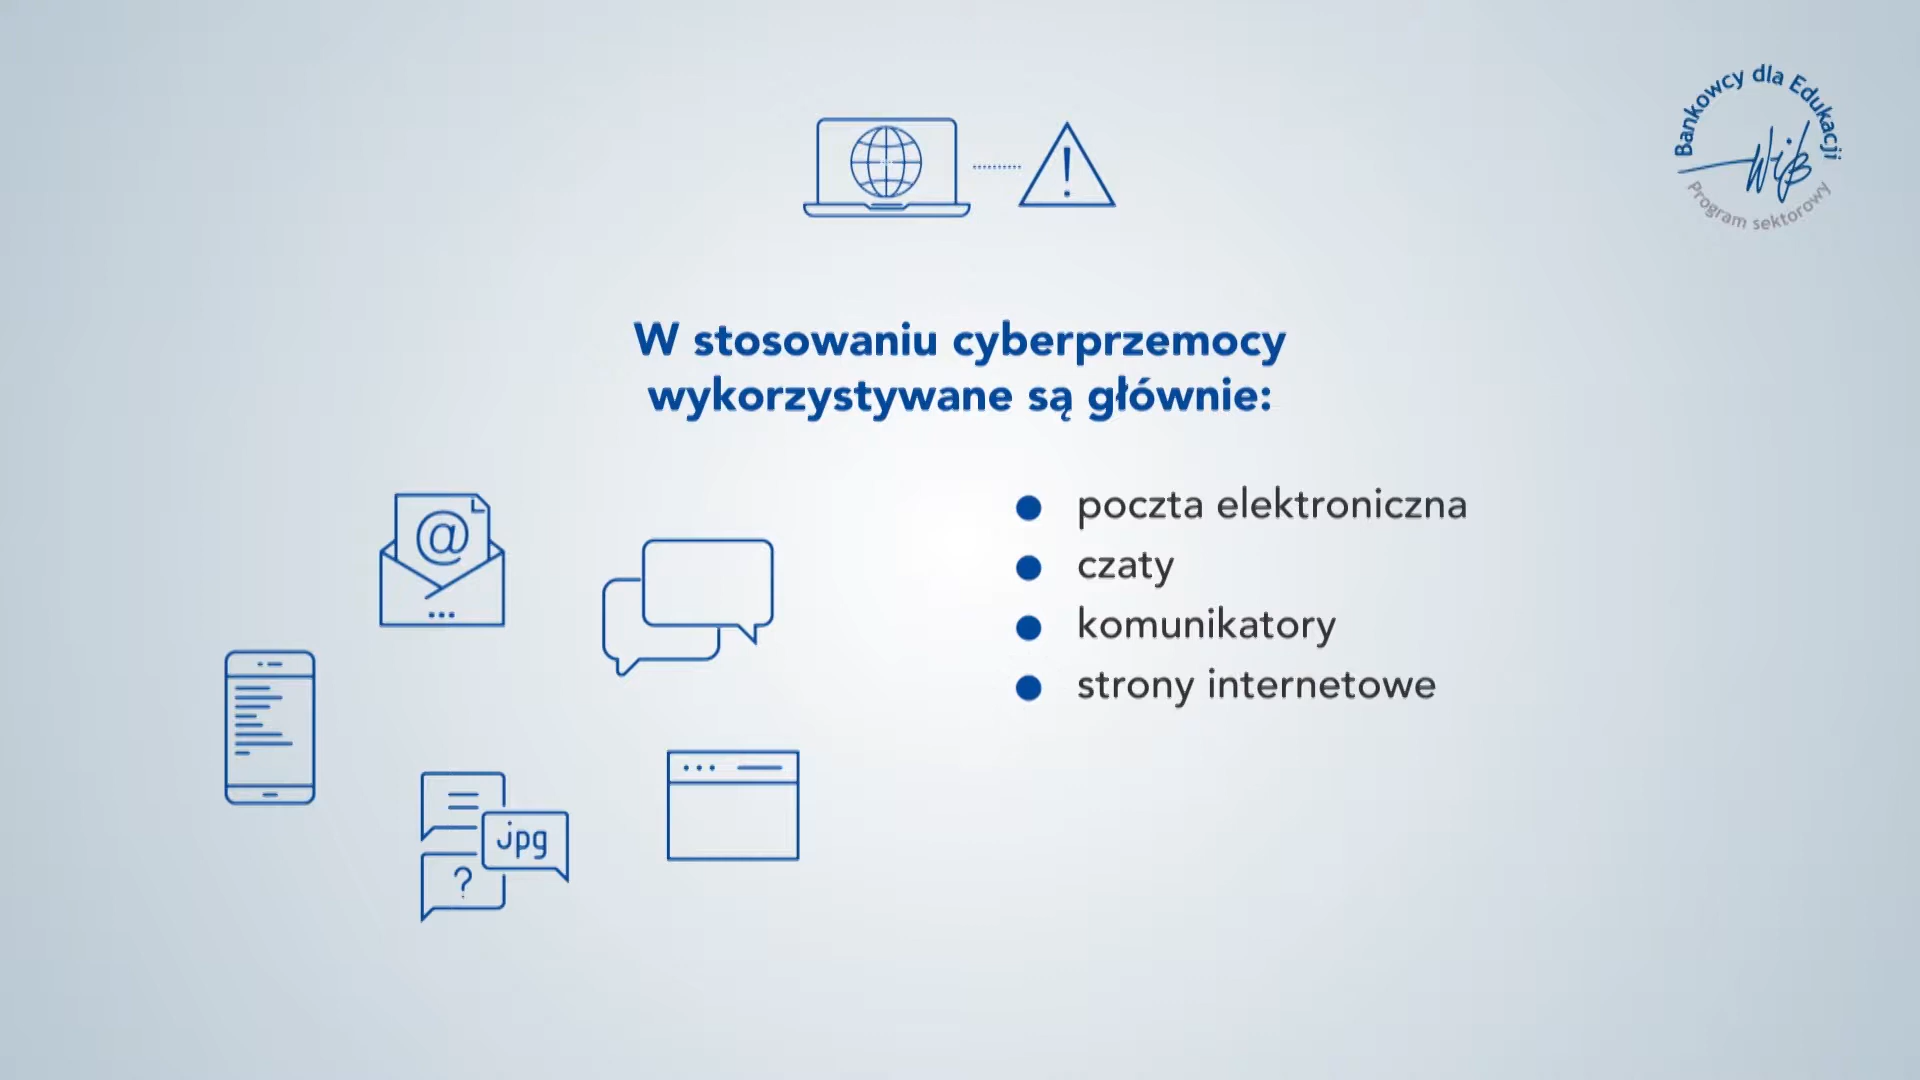 Bankowcy dla Edukacji
WiB
Program sektorowy
W stosowaniu cyberprzemocy
wykorzystywane są głównie:
@
jpg
?
poczta elektroniczna
czaty
komunikatory
strony internetowe